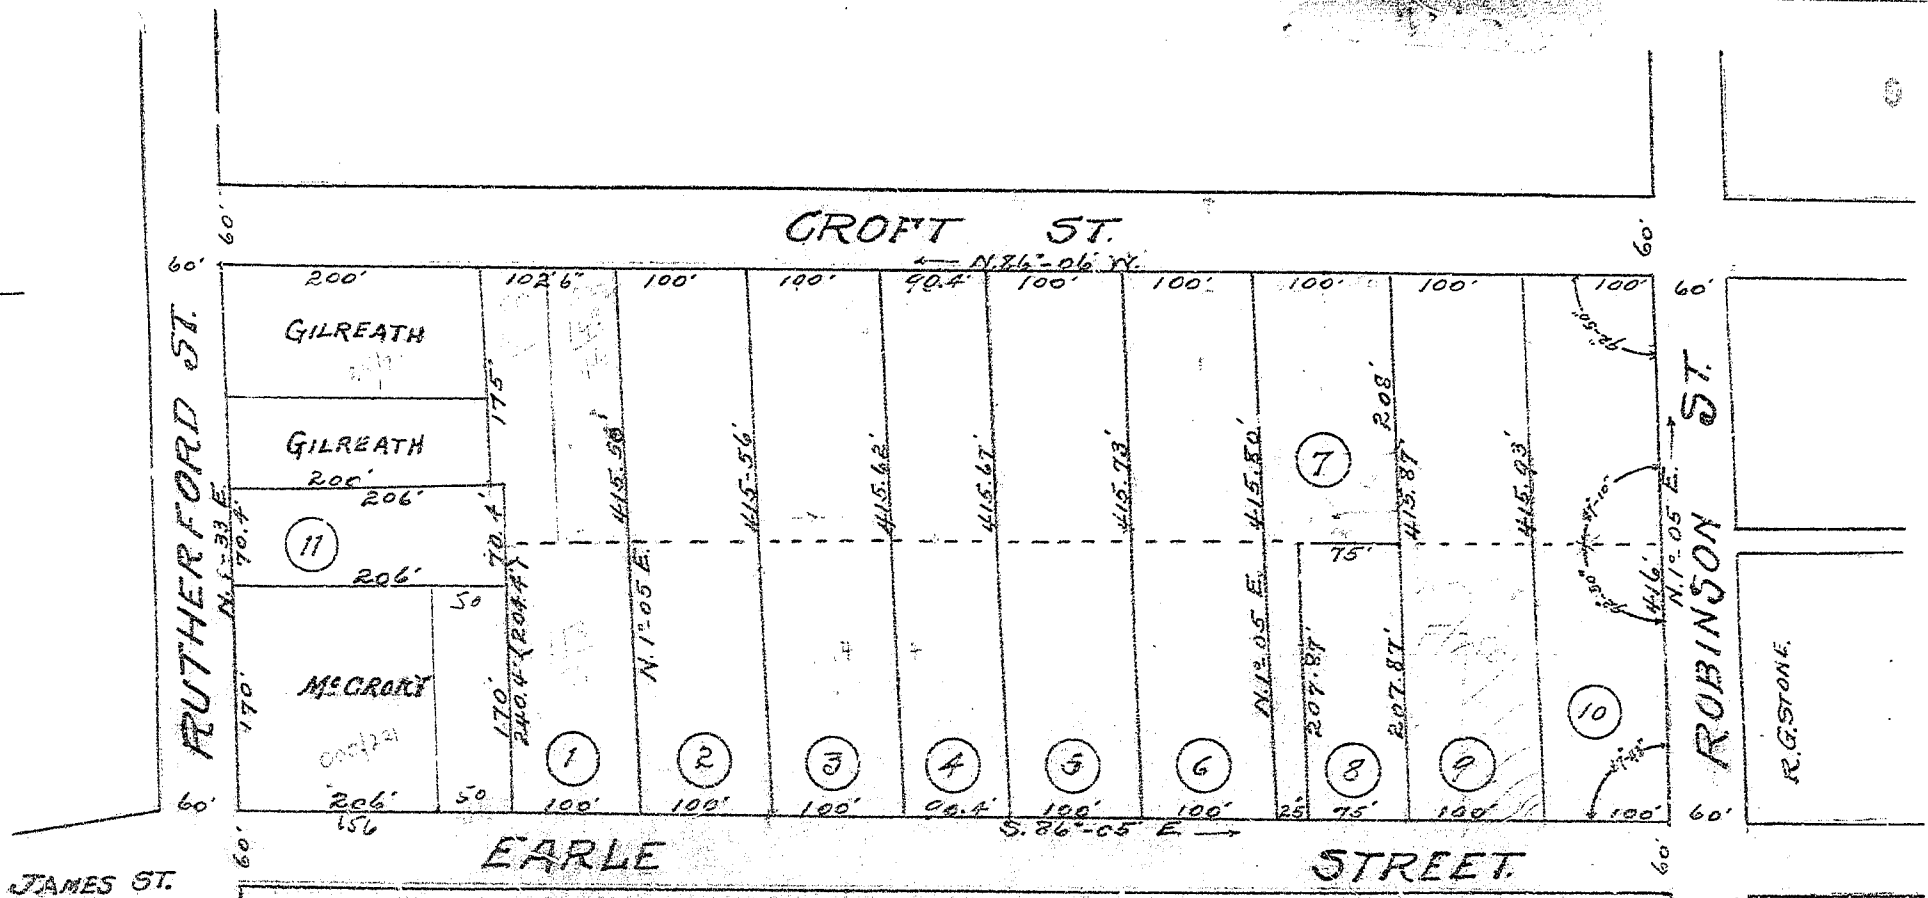 60'
60'
CROFT ST.
← N.86°-06' W.
60'
200' 102'6" 100' 100' 90.4' 100' 100' 100' 100' 100'
60'
GILREATH
92°-50'
175'
208'
GILREATH
200'
415.50' 415.56' 415.62' 415.67' 415.73' 415.80' 415.87' 415.93'
7
RUTHERFORD ST.
N.1°-33 E.
70.4'
206'
11
70.4'
206'
75'
416'
N.1°-05 E. →
ROBINSON ST.
50
N.1°-05 E.
N.1°-05 E.
McCRORY
170'
170'
240.4' (204.4')
207.87'
207.87'
R.G.STONE.
1 2 3 4 5 6 8 9 10
60'
206' 50 100' 100' 100' 90.4' 100' 100' 25' 75' 100' 100'
60'
156
S.86°-05' E. →
60'
EARLE STREET.
60'
JAMES ST.